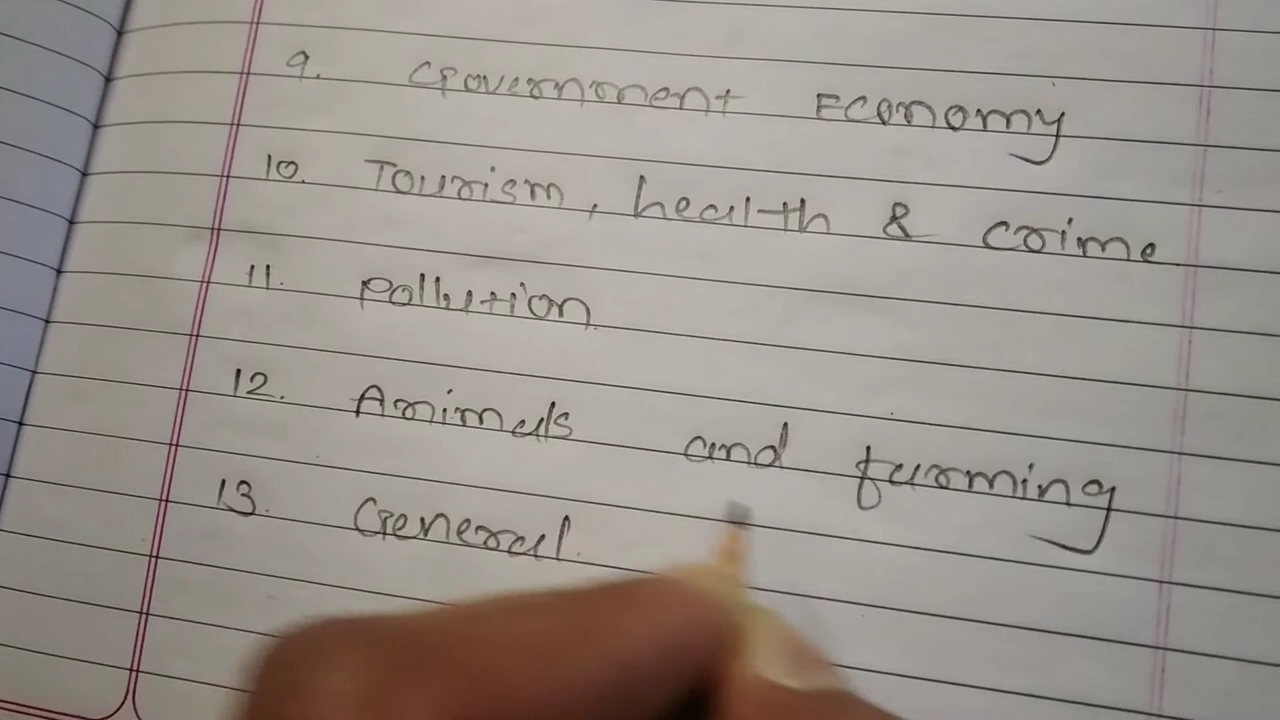 9. Government Economy
10. Tourism, health & crime
11. pollution
12. Animals and farming
13. General.